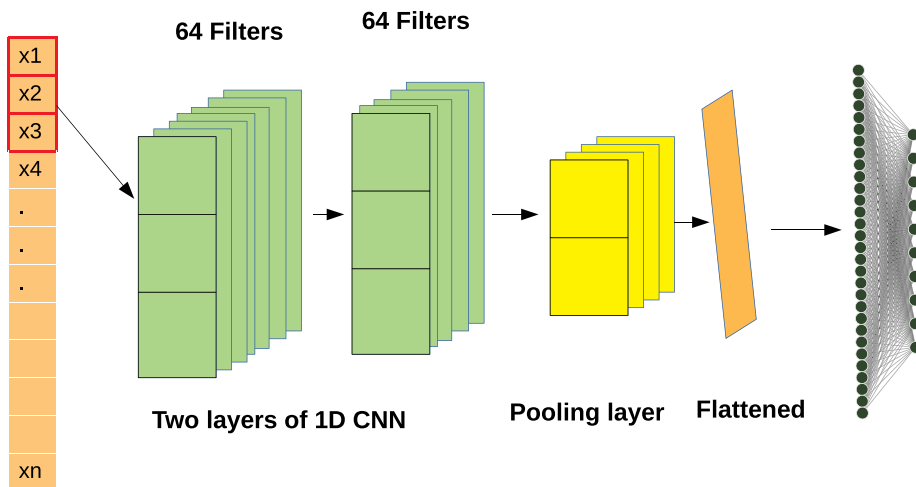 64 Filters
64 Filters
x1
x2
x3
x4
.
.
.
xn
Two layers of 1D CNN
Pooling layer
Flattened